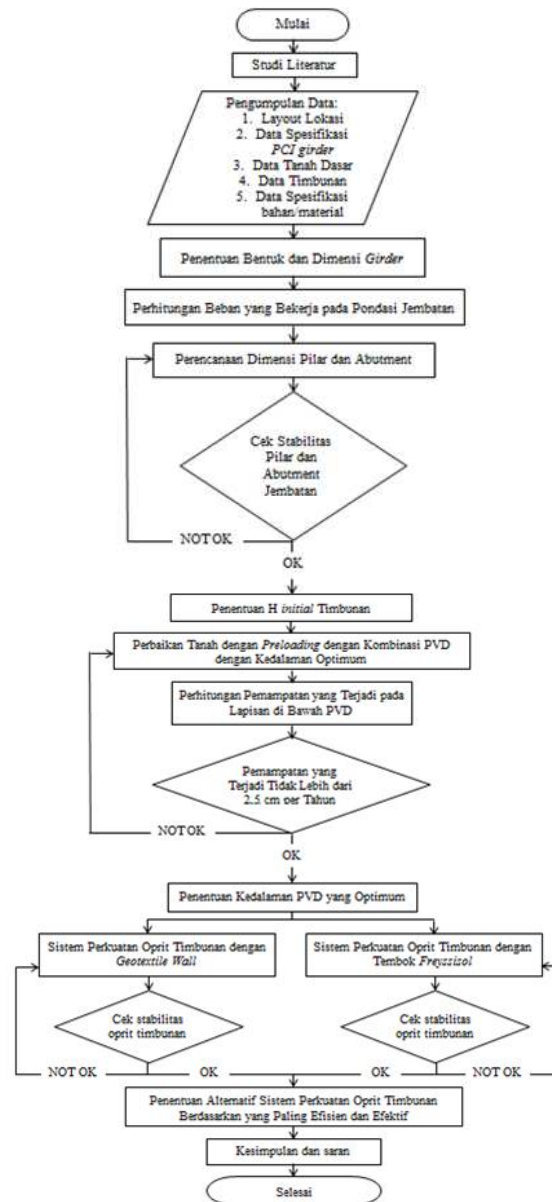 Mulai
Studi Literatur
Pengumpulan Data:
1. Layout Lokasi
2. Data Spesifikasi
PCI girder
3. Data Tanah Dasar
4. Data Timbunan
5. Data Spesifikasi
bahan/material
Penentuan Bentuk dan Dimensi Girder
Perhitungan Beban yang Bekerja pada Pondasi Jembatan
Perencanaan Dimensi Pilar dan Abutment
Cek Stabilitas
Pilar dan
Abutment
Jembatan
NOT OK
OK
Penentuan H initial Timbunan
Perbaikan Tanah dengan Preloading dengan Kombinasi PVD
dengan Kedalaman Optimum
Perhitungan Pemampatan yang Terjadi pada
Lapisan di Bawah PVD
Pemampatan yang
Terjadi Tidak Lebih dari
2.5 cm per Tahun
NOT OK
OK
Penentuan Kedalaman PVD yang Optimum
Sistem Perkuatan Oprit Timbunan dengan
Geotextile Wall
Sistem Perkuatan Oprit Timbunan dengan
Tembok Freyssisol
Cek stabilitas
oprit timbunan
Cek stabilitas
oprit timbunan
NOT OK OK OK NOT OK
Penentuan Alternatif Sistem Perkuatan Oprit Timbunan
Berdasarkan yang Paling Efisien dan Efektif
Kesimpulan dan saran
Selesai